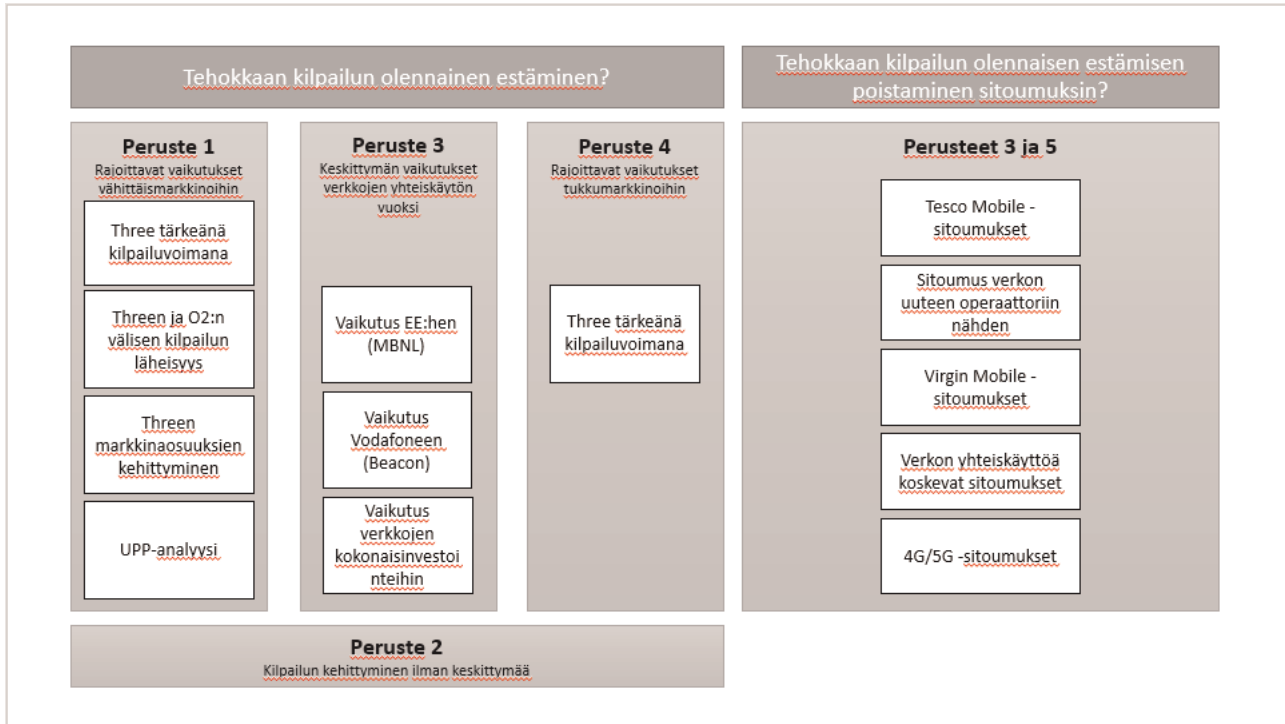 Tehokkaan kilpailun olennainen estäminen?
Tehokkaan kilpailun olennaisen estämisen
poistaminen sitoumuksin?
Peruste 1
Rajoittavat vaikutukset
vähittäismarkkinoihin
Three tärkeänä
kilpailuvoimana
Threen ja O2:n
välisen kilpailun
läheisyys
Threen
markkinaosuuksien
kehittyminen
UPP-analyysi
Peruste 3
Keskittymän vaikutukset
verkkojen yhteiskäytön
vuoksi
Vaikutus EE:hen
(MBNL)
Vaikutus
Vodafoneen
(Beacon)
Vaikutus
verkkojen
kokonaisinvestoi
nteihin
Peruste 4
Rajoittavat vaikutukset
tukkumarkkinoihin
Three tärkeänä
kilpailuvoimana
Perusteet 3 ja 5
Tesco Mobile -
sitoumukset
Sitoumus verkon
uuteen operaattoriin
nähden
Virgin Mobile -
sitoumukset
Verkon yhteiskäyttöä
koskevat sitoumukset
4G/5G -sitoumukset
Peruste 2
Kilpailun kehittyminen ilman keskittymää